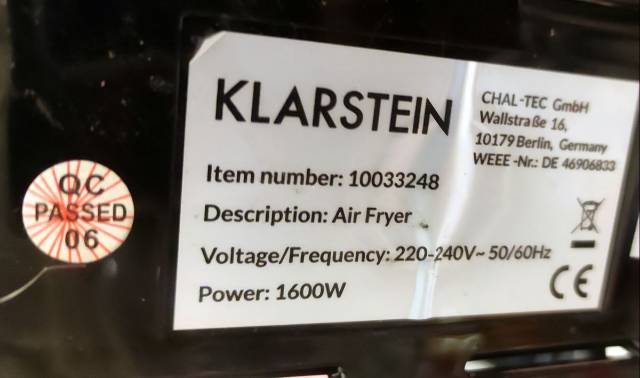 KLARSTEIN
CHAL-TEC GmbH
Wallstraße 16,
10179 Berlin, Germany
WEEE-Nr.: DE 46906833
Item number: 10033248
Description: Air Fryer
Voltage/Frequency: 220-240V~ 50/60Hz
Power: 1600W
CE
QC
PASSED
06